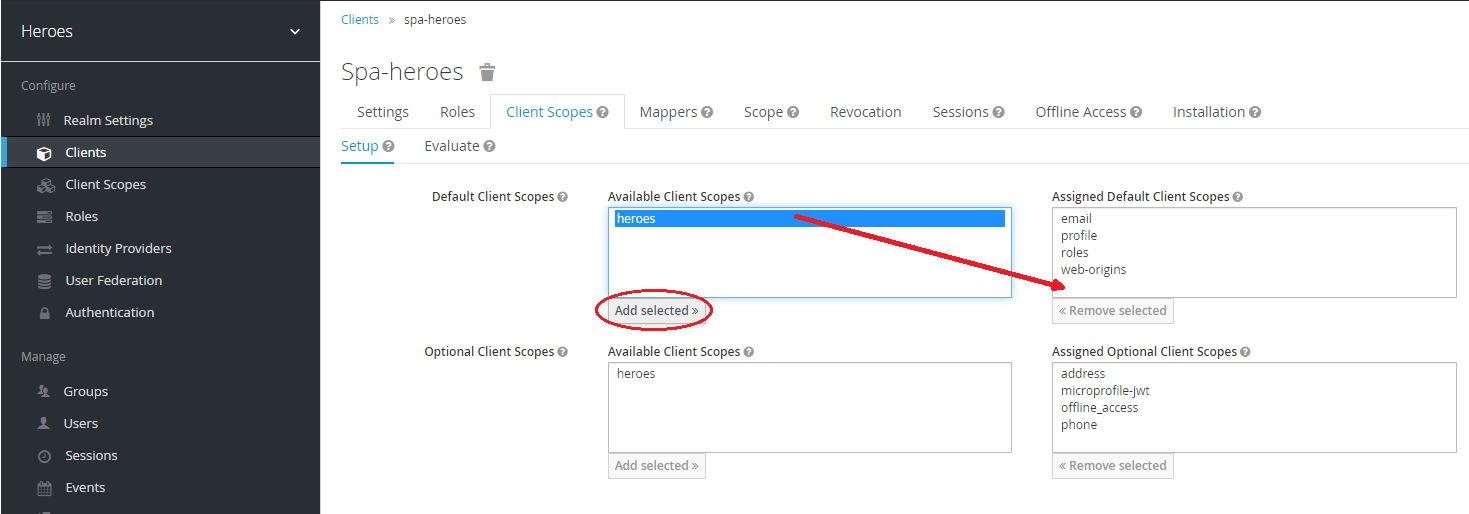 Heroes
Configure
Realm Settings
Clients
Client Scopes
Roles
Identity Providers
User Federation
Authentication
Manage
Groups
Users
Sessions
Events
Clients » spa-heroes
Spa-heroes
Settings Roles Client Scopes Mappers Scope Revocation Sessions Offline Access Installation
Setup Evaluate
Default Client Scopes
Available Client Scopes
heroes
Add selected »
Assigned Default Client Scopes
email
profile
roles
web-origins
« Remove selected
Optional Client Scopes
Available Client Scopes
heroes
Add selected »
Assigned Optional Client Scopes
address
microprofile-jwt
offline_access
phone
« Remove selected